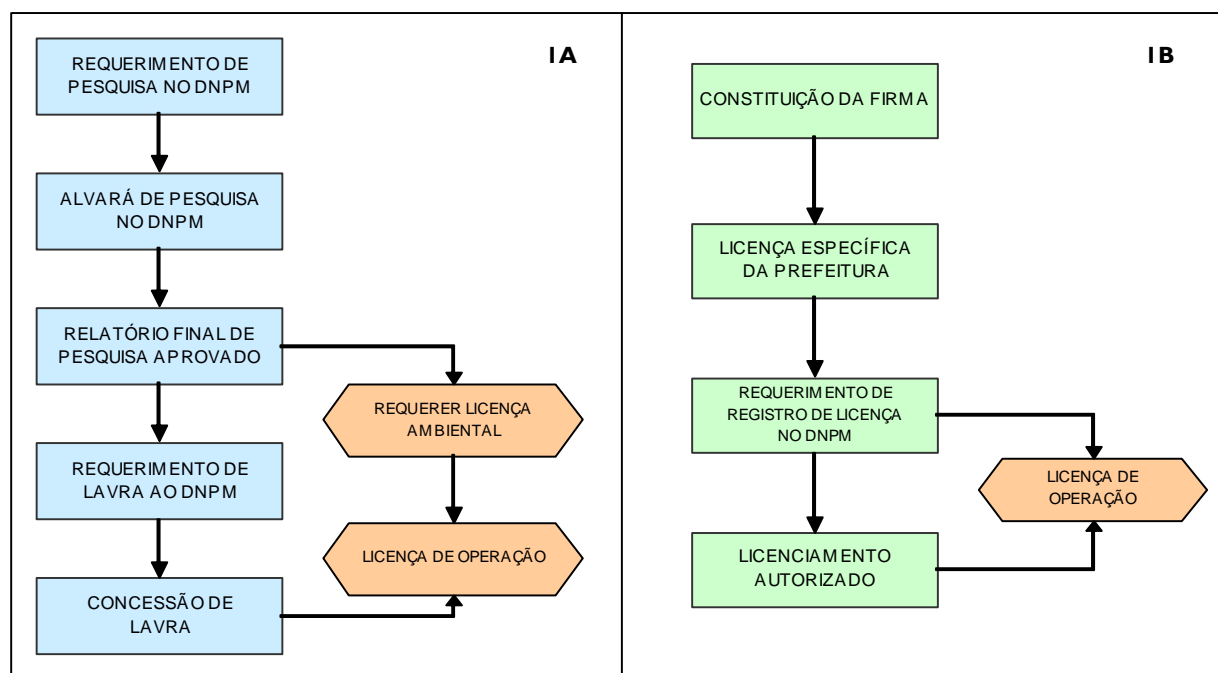 IA
REQUERIMENTO DE
PESQUISA NO DNPM
ALVARÁ DE PESQUISA
NO DNPM
RELATÓRIO FINAL DE
PESQUISA APROVADO
REQUERER LICENÇA
AMBIENTAL
REQUERIMENTO DE
LAVRA AO DNPM
LICENÇA DE OPERAÇÃO
CONCESSÃO DE
LAVRA
IB
CONSTITUIÇÃO DA FIRMA
LICENÇA ESPECÍFICA
DA PREFEITURA
REQUERIMENTO DE
REGISTRO DE LICENÇA
NO DNPM
LICENÇA DE
OPERAÇÃO
LICENCIAMENTO
AUTORIZADO